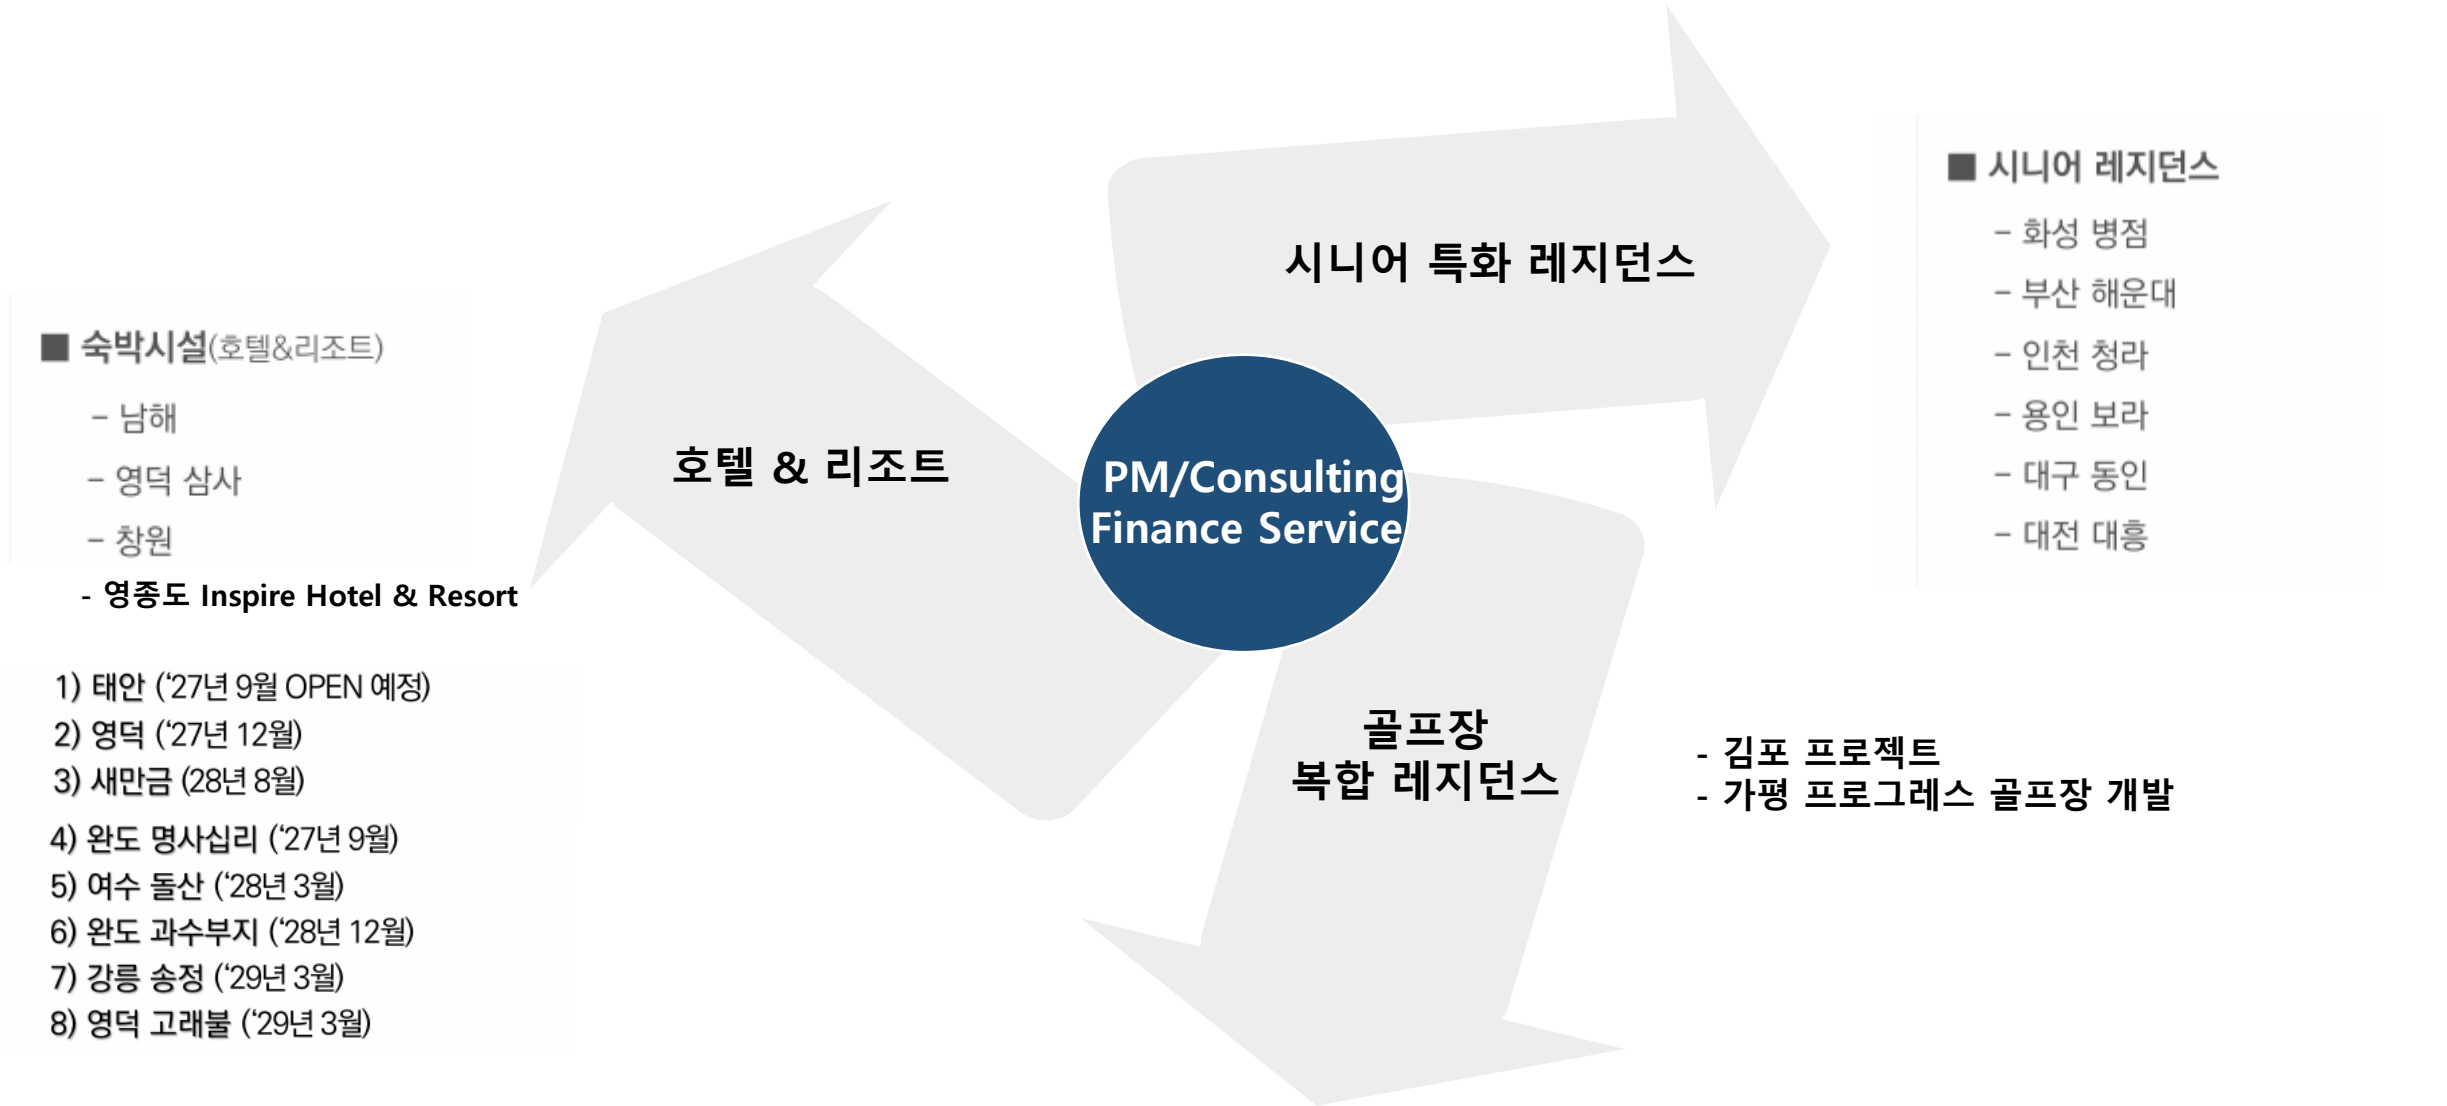 ■ 숙박시설(호텔&리조트)
- 남해
- 영덕 삼사
- 창원
- 영종도 Inspire Hotel & Resort
1) 태안 (‘27년 9월 OPEN 예정)
2) 영덕 (‘27년 12월)
3) 새만금 (28년 8월)
4) 완도 명사십리 (‘27년 9월)
5) 여수 돌산 (‘28년 3월)
6) 완도 과수부지 (‘28년 12월)
7) 강릉 송정 (‘29년 3월)
8) 영덕 고래불 (‘29년 3월)
호텔 & 리조트
시니어 특화 레지던스
PM/Consulting
Finance Service
골프장
복합 레지던스
■ 시니어 레지던스
- 화성 병점
- 부산 해운대
- 인천 청라
- 용인 보라
- 대구 동인
- 대전 대흥
- 김포 프로젝트
- 가평 프로그레스 골프장 개발